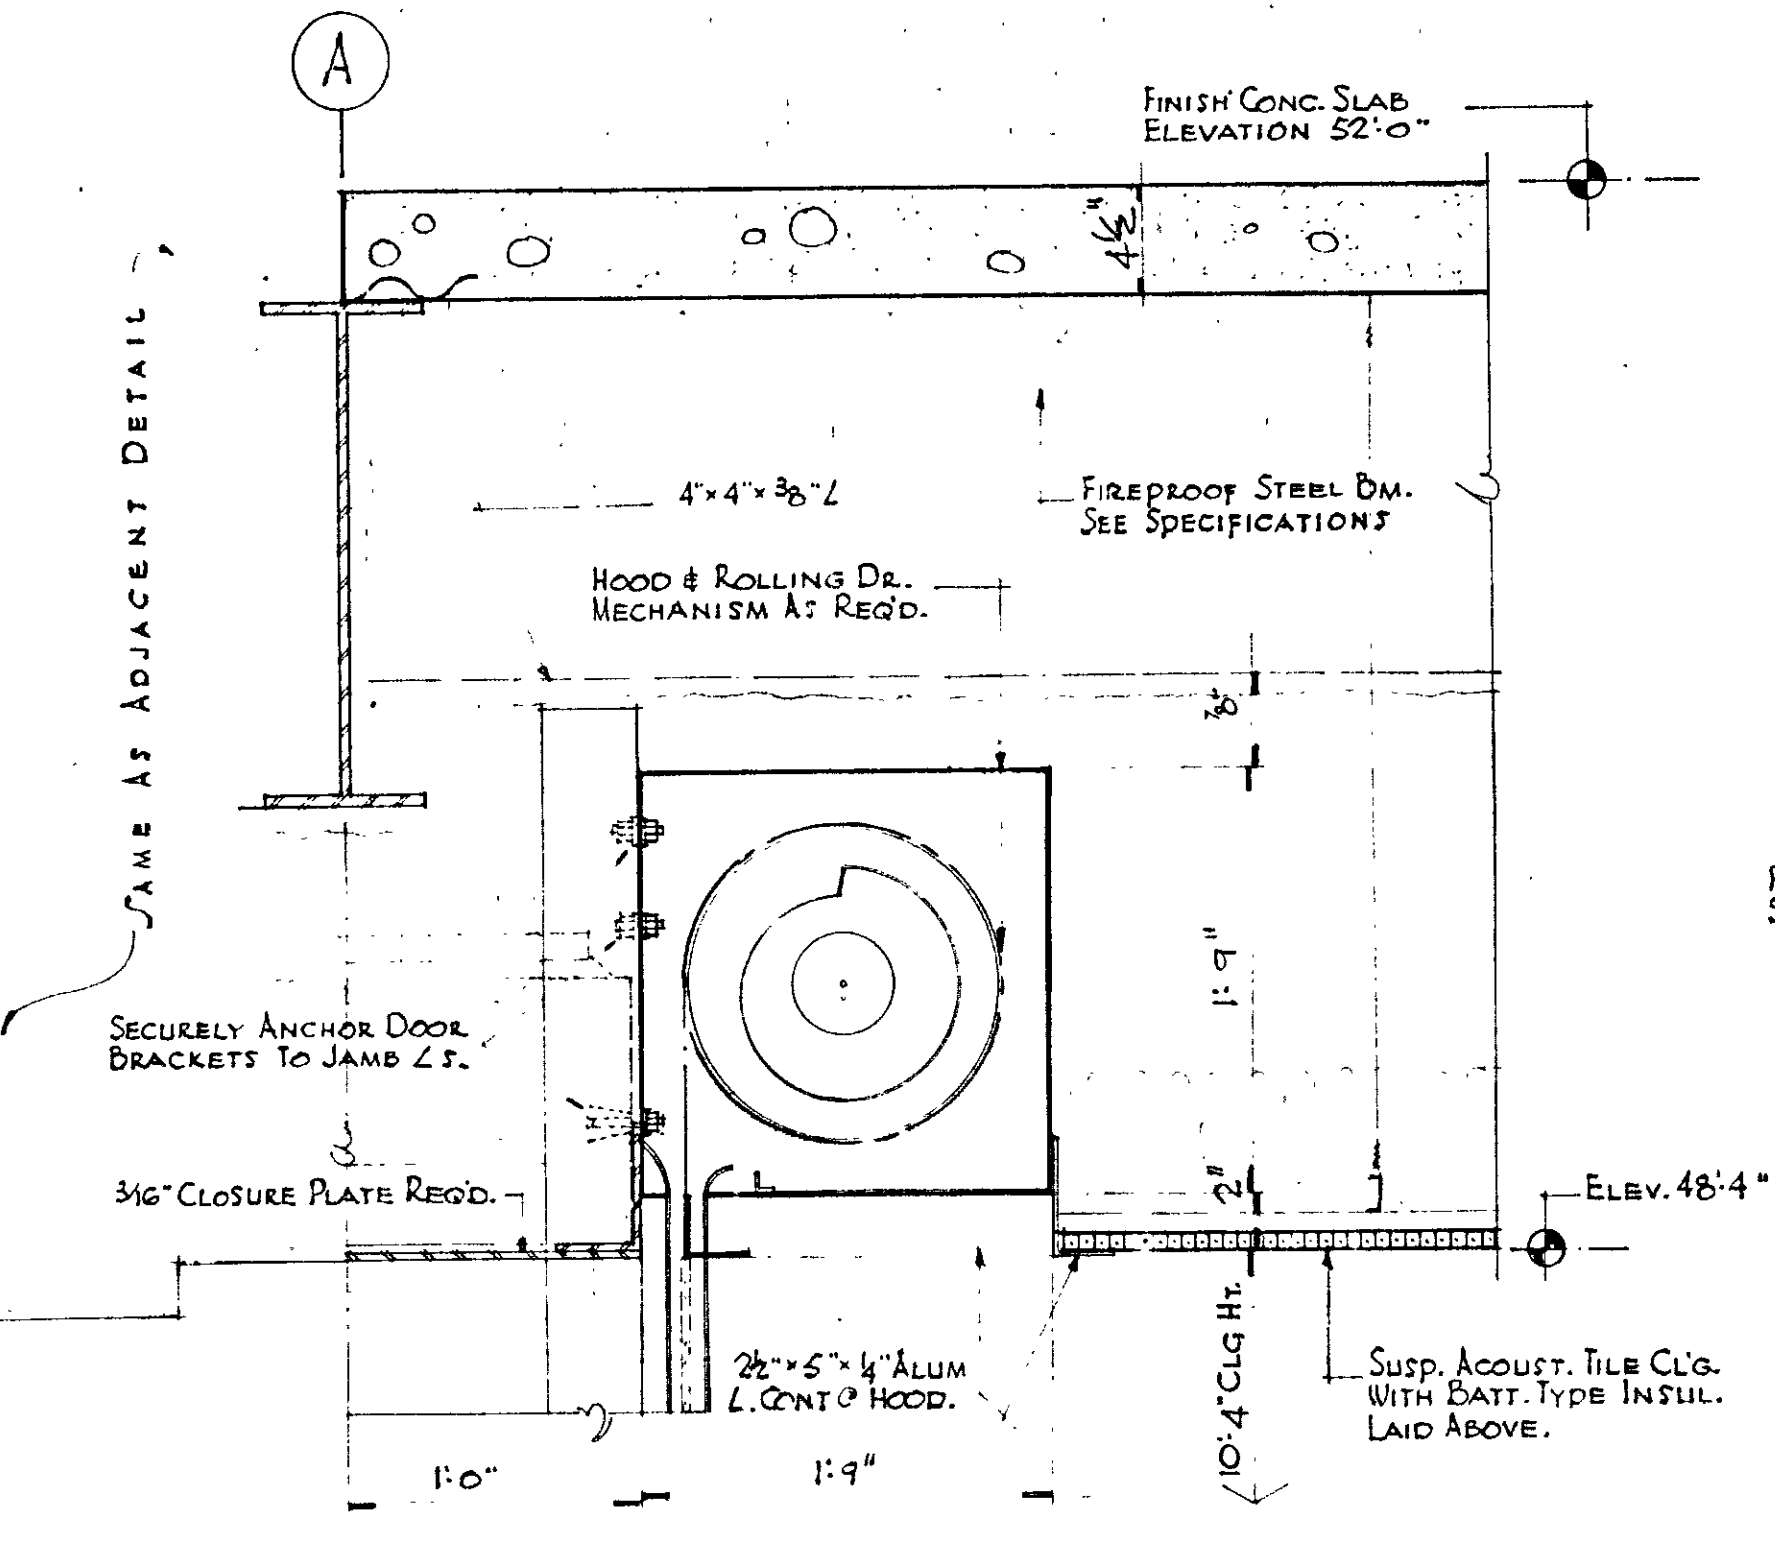 A
FINISH CONC. SLAB
ELEVATION 52'-0"
4½"
SAME AS ADJACENT DETAIL
4"x4"x3/8"L
FIREPROOF STEEL BM.
SEE SPECIFICATIONS
HOOD & ROLLING DR.
MECHANISM AS REQ'D.
7/8"
1'-9"
SECURELY ANCHOR DOOR
BRACKETS TO JAMB LS.
3/16" CLOSURE PLATE REQ'D.
2"
ELEV. 48'-4"
2½"x5"x¼" ALUM
L. CONT @ HOOD.
10'-4" CLG HT.
SUSP. ACOUST. TILE CL'G
WITH BATT. TYPE INSUL.
LAID ABOVE.
1'-0"
1'-9"